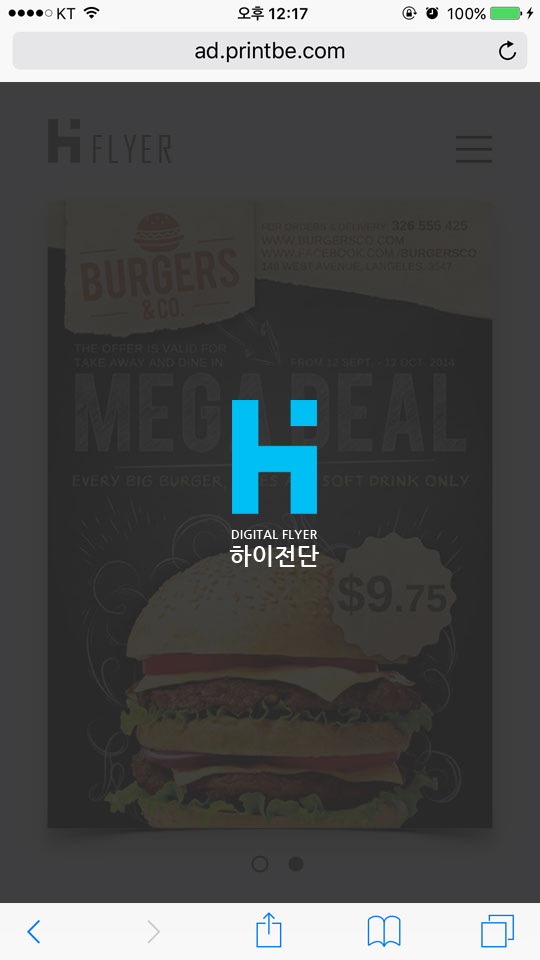 KT 오후 12:17 100%
ad.printbe.com
Hi FLYER
BURGERS
& CO.
FOR ORDERS & DELIVERY: 326 555 425
WWW.BURGERSCO.COM
WWW.FACEBOOK.COM/BURGERSCO
148 WEST AVENUE, LANGELES, 3547
THE OFFER IS VALID FOR
TAKE AWAY AND DINE IN
FROM 12 SEPT. - 12 OCT. 2014
MEGA DEAL
EVERY BIG BURGER SOFT DRINK ONLY
Hi
DIGITAL FLYER
하이전단
$9.75